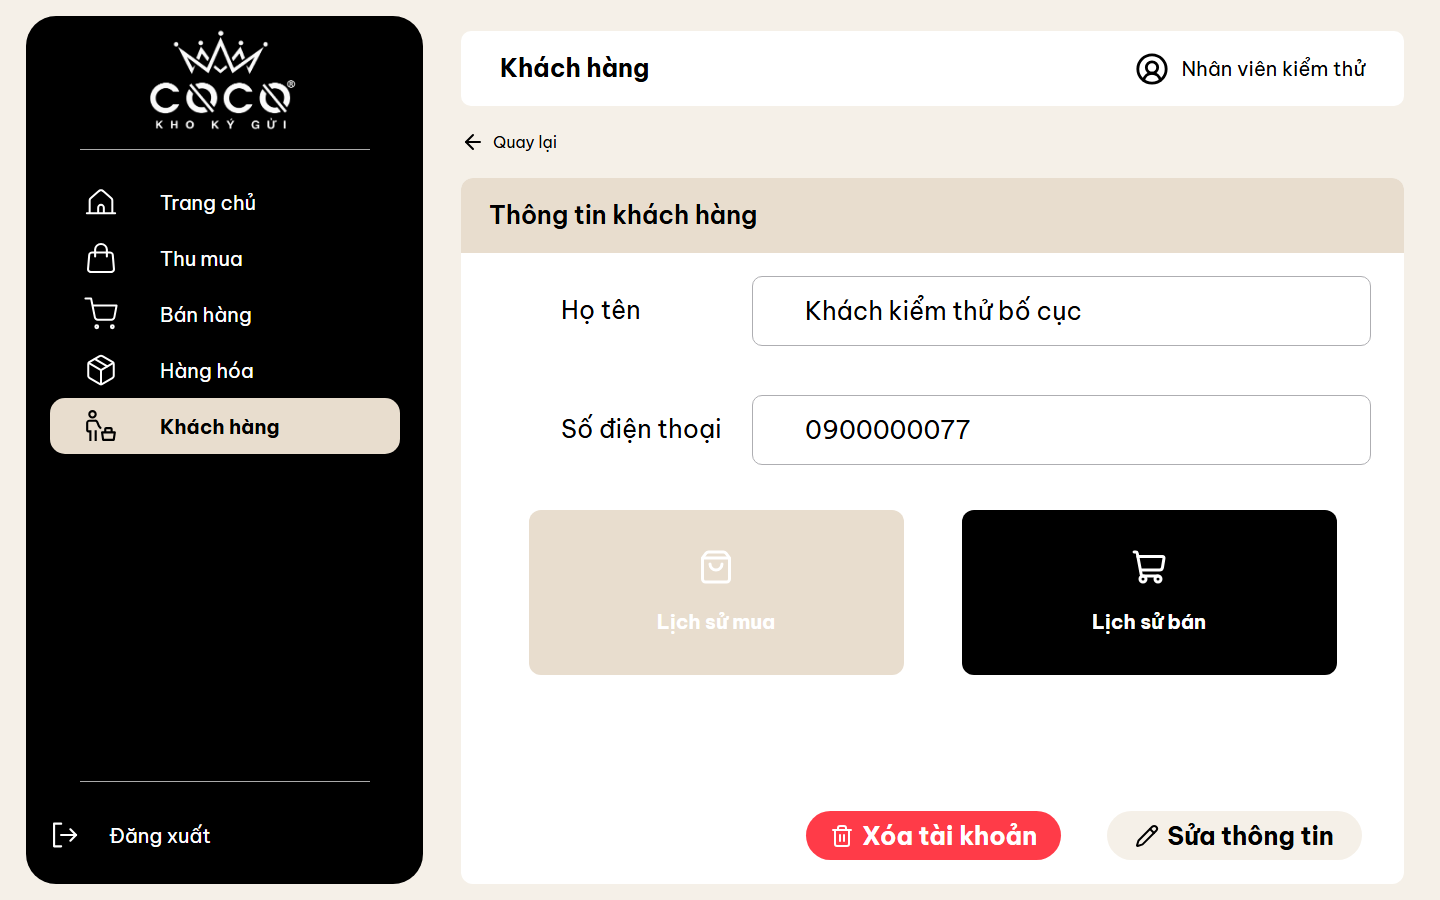 COCO®
KHO KÝ GỬI
Trang chủ
Thu mua
Bán hàng
Hàng hóa
Khách hàng
Đăng xuất
Khách hàng
Nhân viên kiểm thử
Quay lại
Thông tin khách hàng
Họ tên
Khách kiểm thử bố cục
Số điện thoại
0900000077
Lịch sử mua
Lịch sử bán
Xóa tài khoản
Sửa thông tin